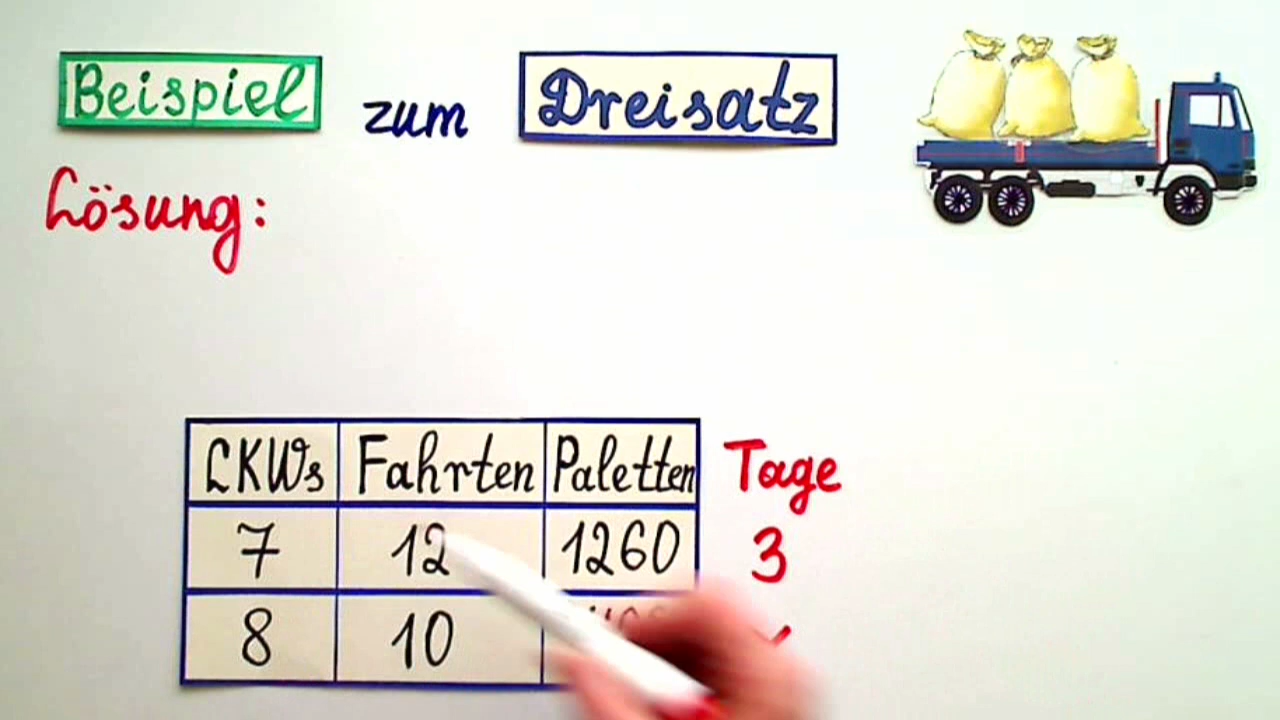 Beispiel zum Dreisatz
Lösung:
LKWs Fahrten Paletten Tage
7 12 1260 3
8 10